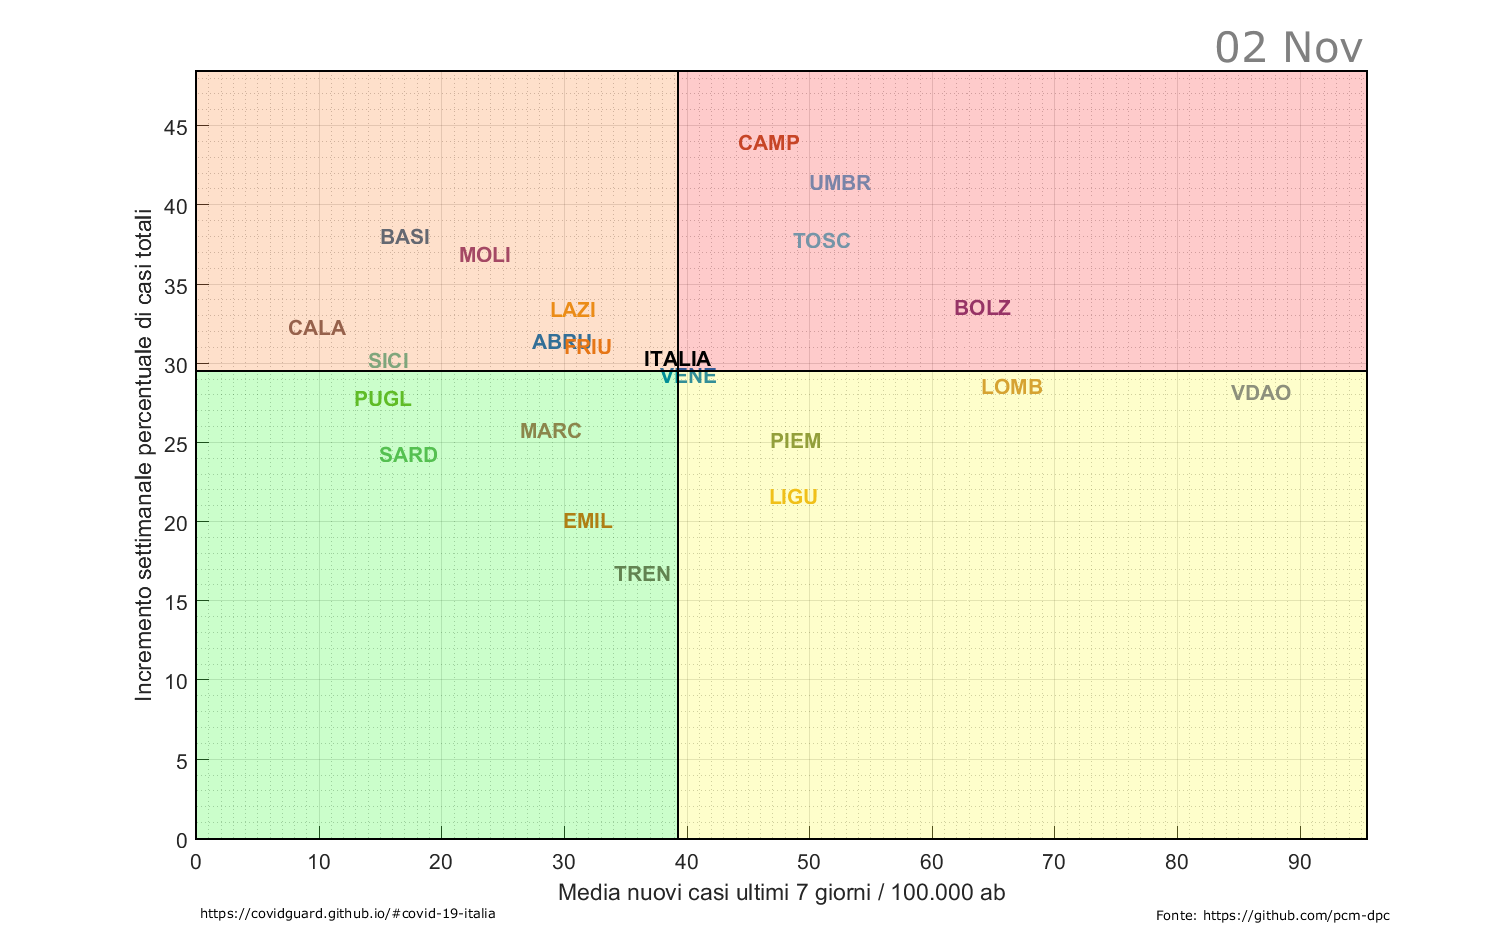 02 Nov
45
CAMP
UMBR
40
BASI
TOSC
MOLI
35
LAZI
BOLZ
CALA
ABRU
FRIU
ITALIA
SICI
30
VENE
LOMB
VDAO
PUGL
MARC
PIEM
25
SARD
LIGU
EMIL
20
TREN
15
10
5
0
0 10 20 30 40 50 60 70 80 90
Incremento settimanale percentuale di casi totali
Media nuovi casi ultimi 7 giorni / 100.000 ab
https://covidguard.github.io/#covid-19-italia
Fonte: https://github.com/pcm-dpc